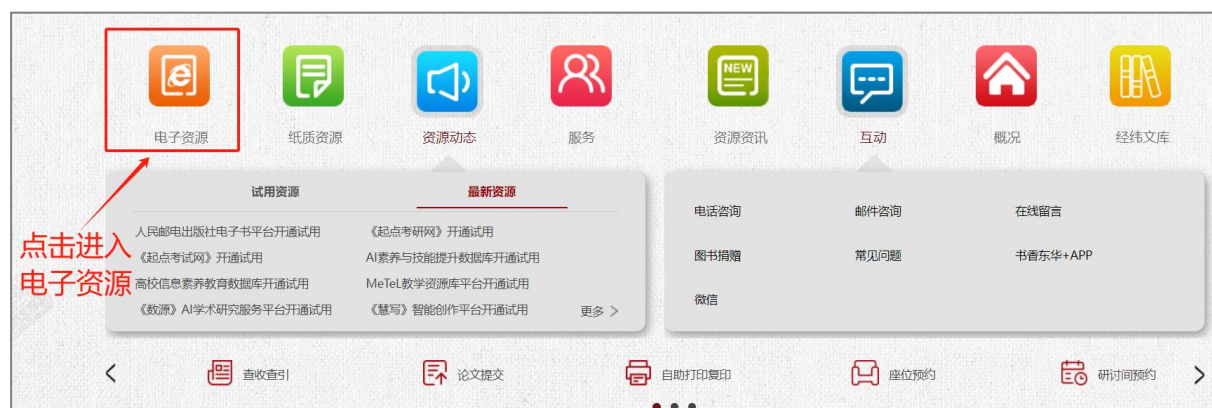 NEW
电子资源
纸质资源
资源动态
服务
资源资讯
互动
概况
经纬文库
点击进入
电子资源
试用资源
最新资源
人民邮电出版社电子书平台开通试用
《起点考研网》开通试用
《起点考试网》开通试用
AI素养与技能提升数据库开通试用
高校信息素养教育数据库开通试用
MeTeL教学资源库平台开通试用
《数源》AI学术研究服务平台开通试用
《慧写》智能创作平台开通试用
更多 >
电话咨询
邮件咨询
在线留言
图书捐赠
常见问题
书香东华+APP
微信
查收查引
论文提交
自助打印复印
座位预约
研讨间预约